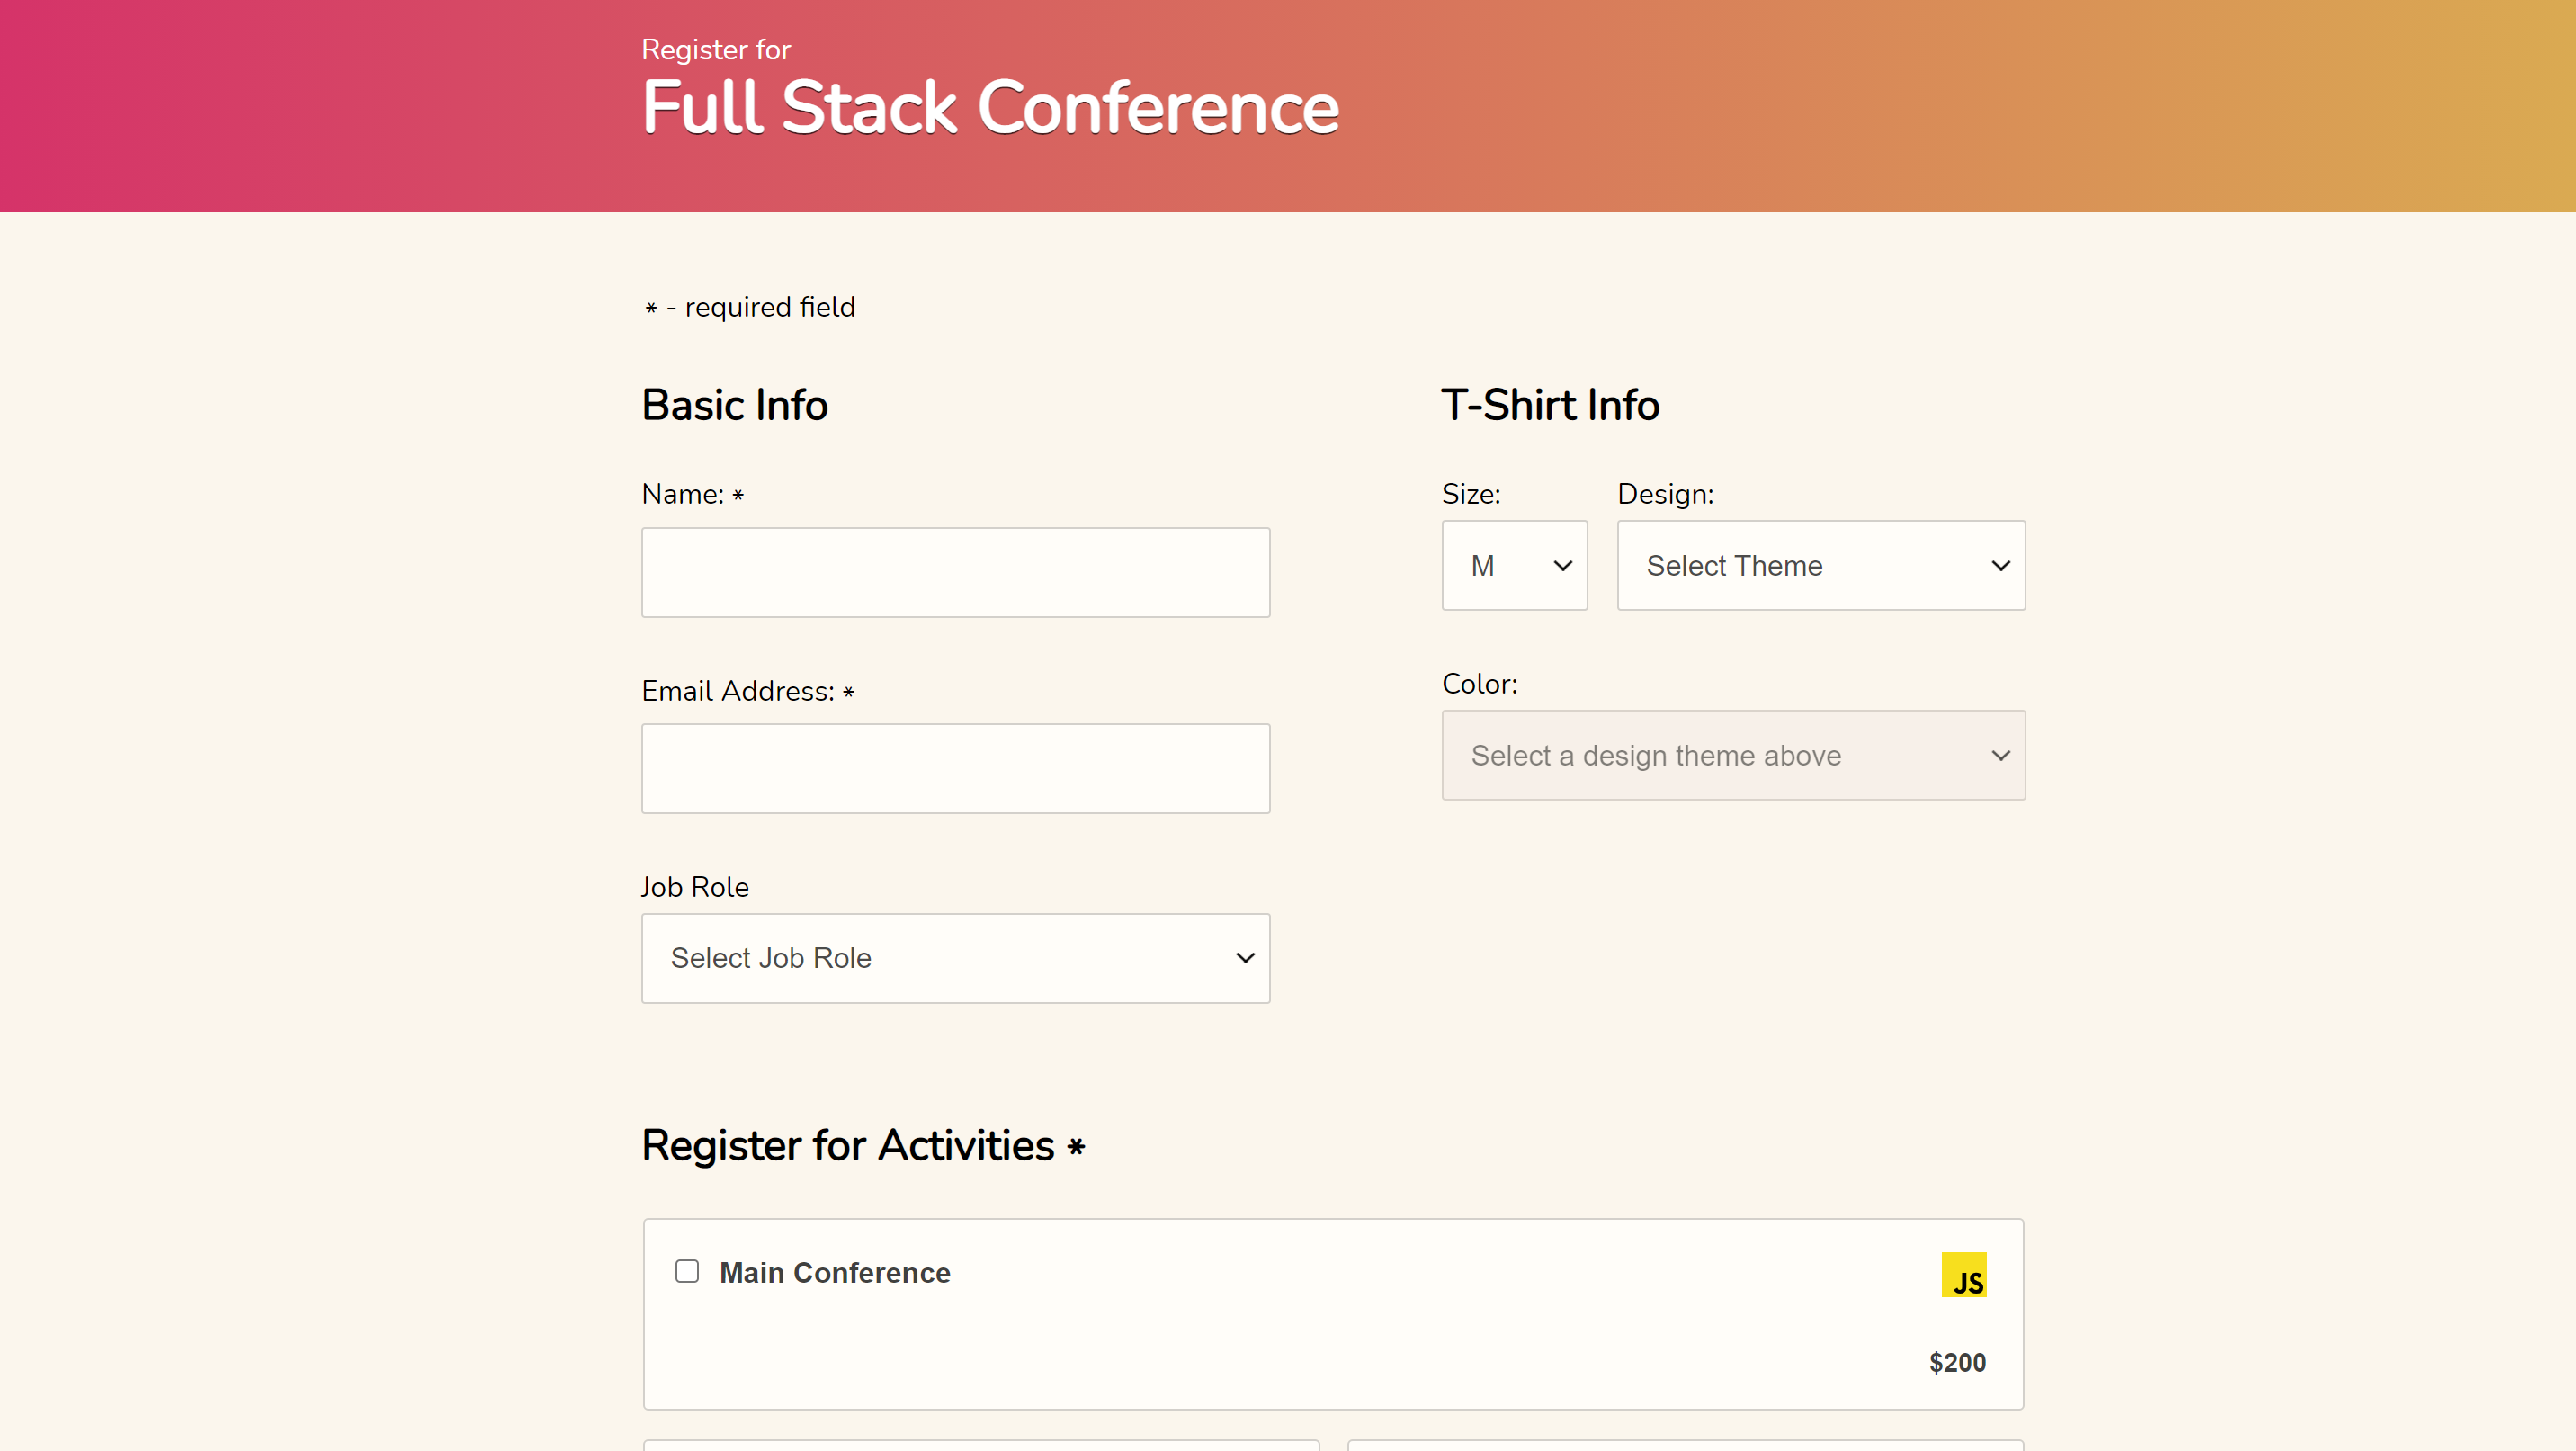 Register for
Full Stack Conference
* - required field
Basic Info
Name: *
Email Address: *
Job Role
Select Job Role
T-Shirt Info
Size:
Design:
M
Select Theme
Color:
Select a design theme above
Register for Activities *
Main Conference
JS
$200